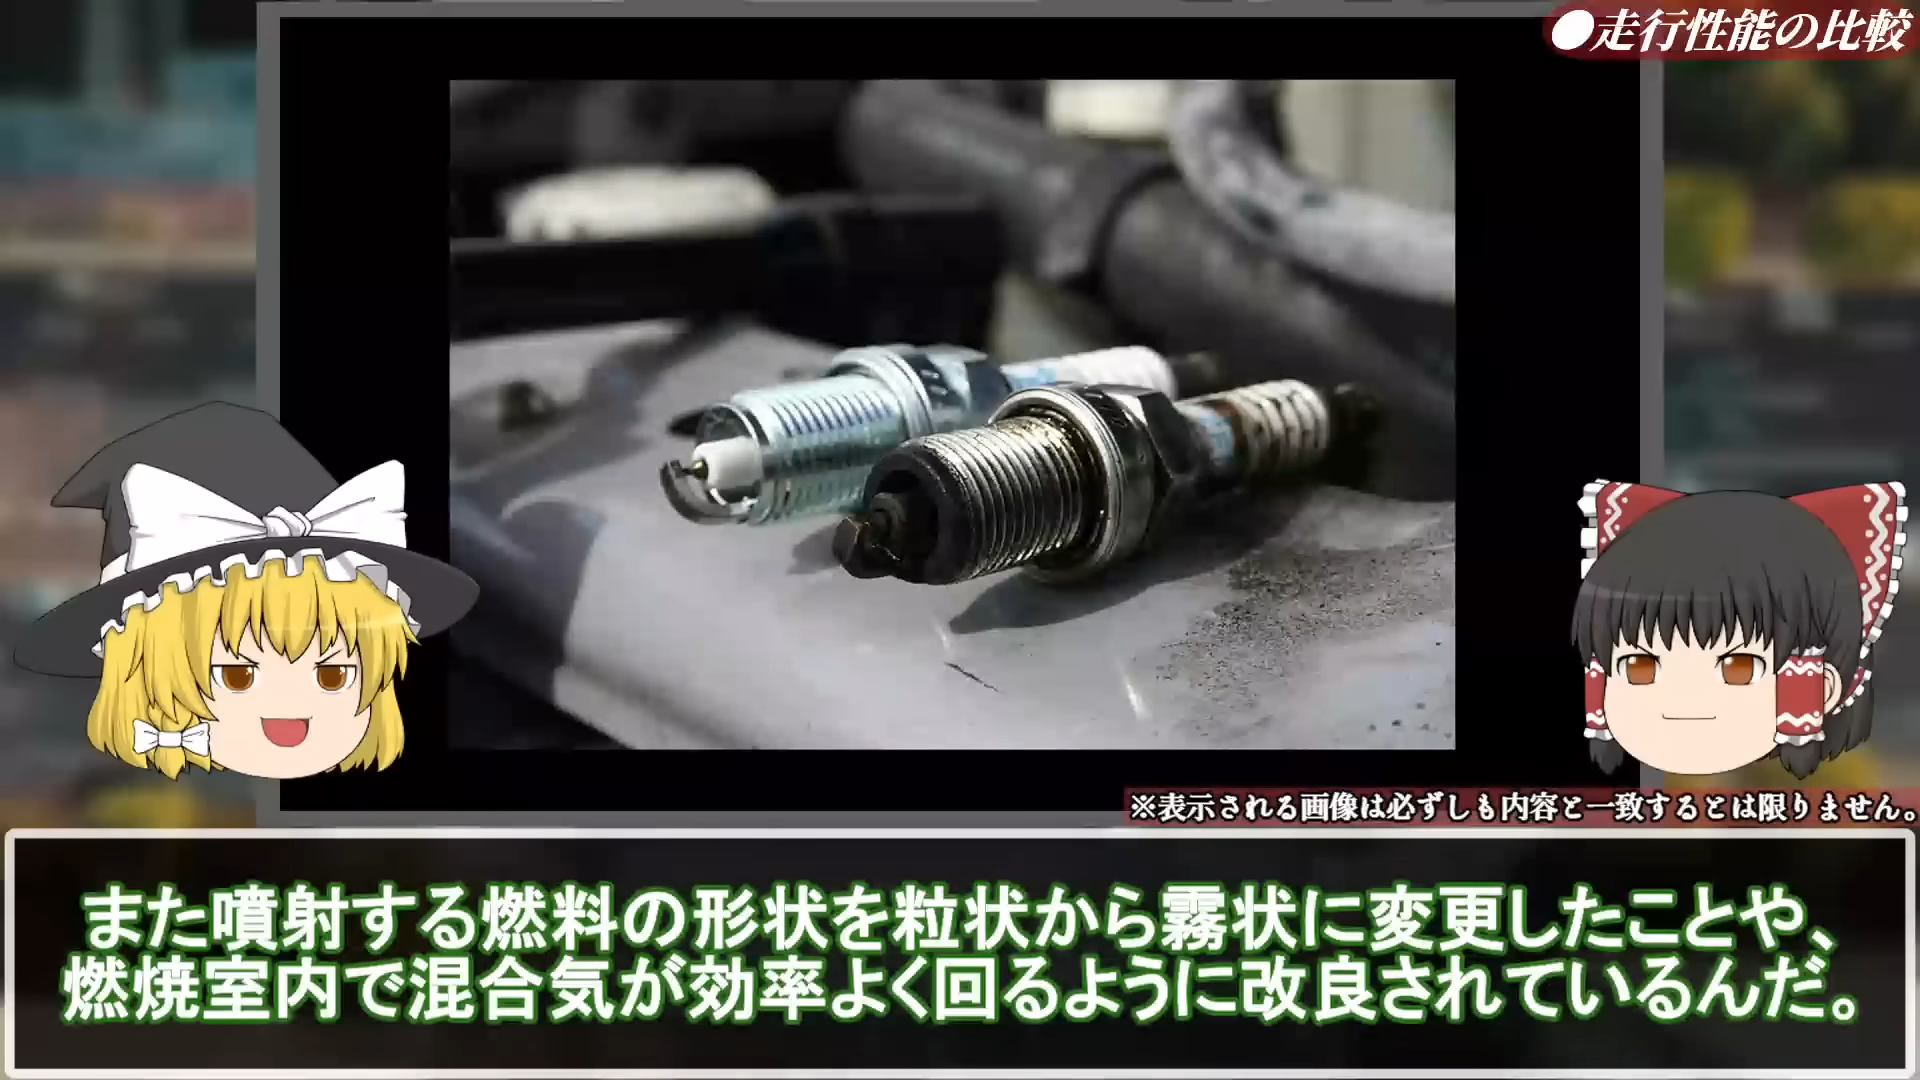 ●走行性能の比較
※表示される画像は必ずしも内容と一致するとは限りません。
また噴射する燃料の形状を粒状から霧状に変更したことや、
燃焼室内で混合気が効率よく回るように改良されているんだ。